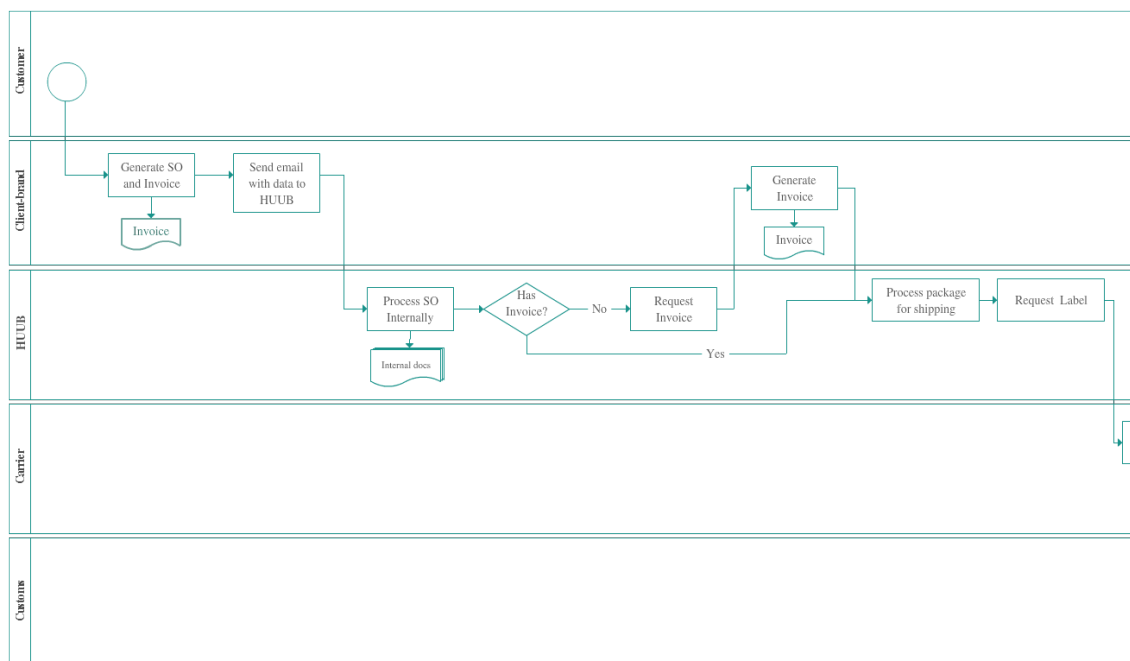 Customer
Client-brand
Generate SO
and Invoice
Invoice
Send email
with data to
HUUB
Generate
Invoice
Invoice
HUUB
Process SO
Internally
Internal docs
Has
Invoice?
No
Request
Invoice
Yes
Process package
for shipping
Request Label
Carrier
Customs